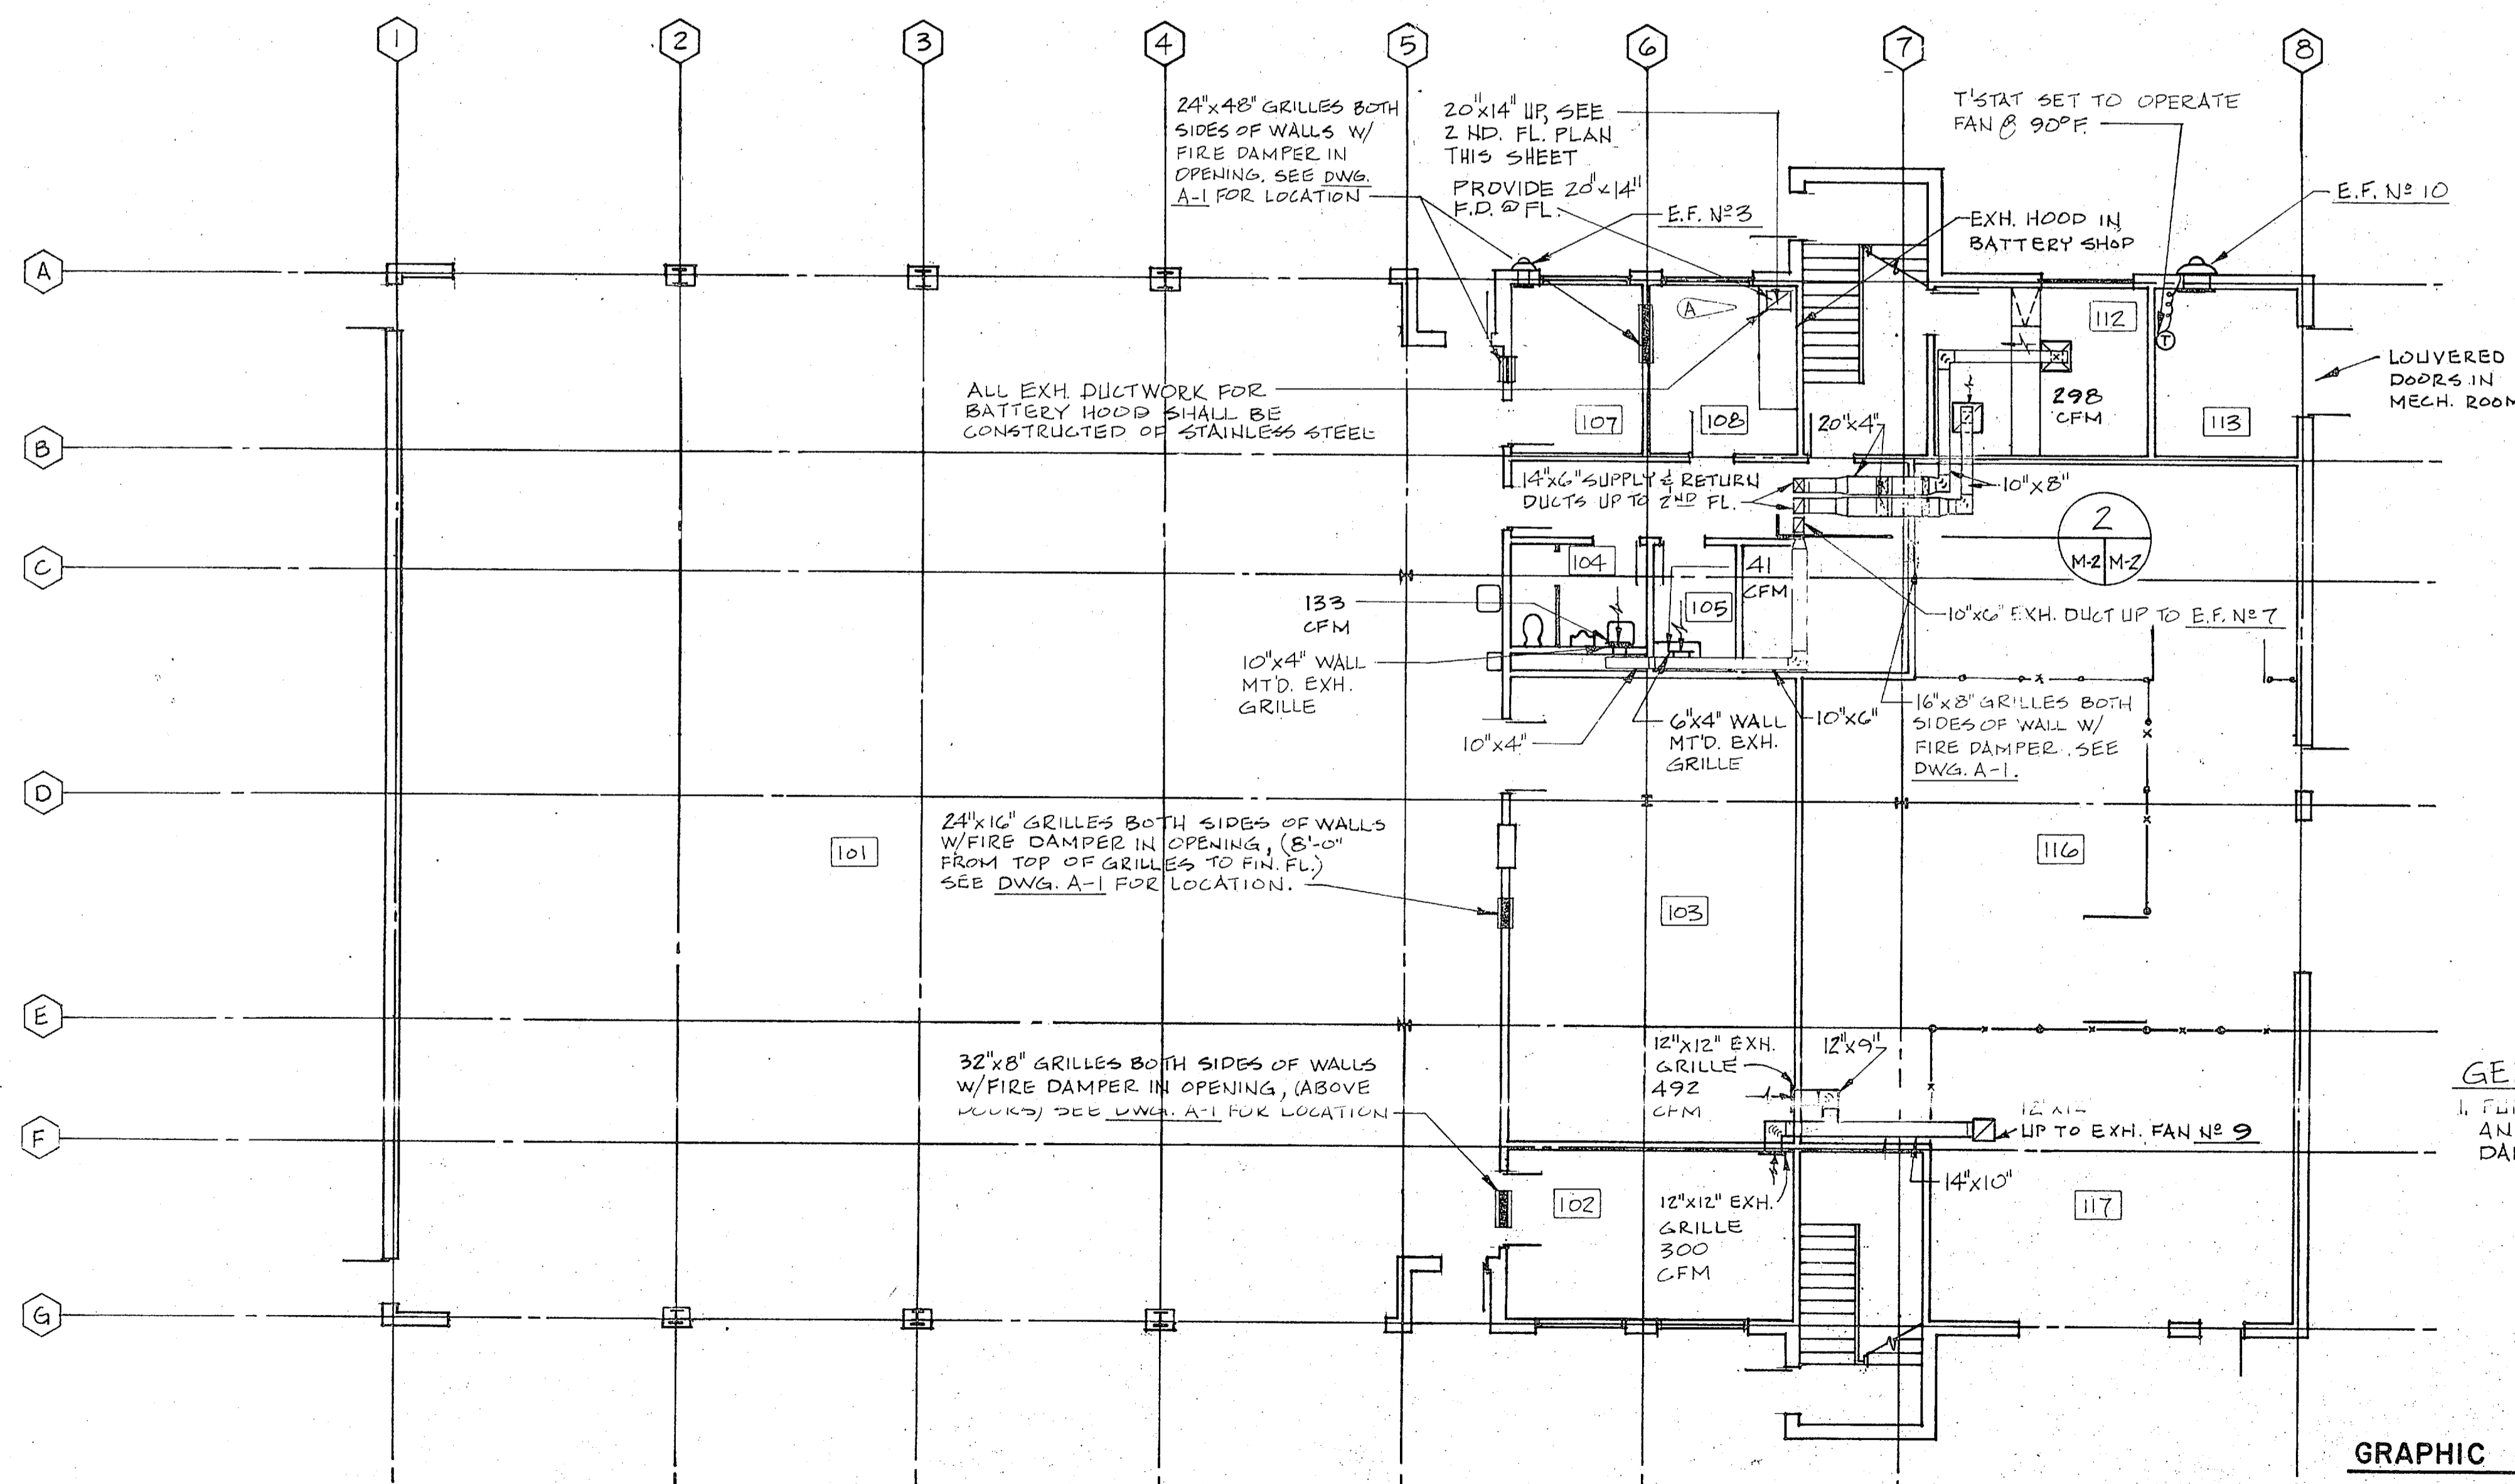 1
2
3
4
5
6
7
8
24"x48" GRILLES BOTH
SIDES OF WALLS W/
FIRE DAMPER IN
OPENING. SEE DWG.
A-1 FOR LOCATION
20"x14" UP, SEE
2 ND. FL. PLAN
THIS SHEET
PROVIDE 20"x14"
F.D. @ FL.
E.F. Nº 3
T'STAT SET TO OPERATE
FAN @ 90°F.
E.F. Nº 10
EXH. HOOD IN
BATTERY SHOP
A
A
112
T
298
CFM
113
LOUVERED
DOORS IN
MECH. ROOM
ALL EXH. DUCTWORK FOR
BATTERY HOOD SHALL BE
CONSTRUCTED OF STAINLESS STEEL
107
108
20"x4"
B
14"x6" SUPPLY & RETURN
DUCTS UP TO 2ND FL.
10"x8"
2
M-2 M-2
C
104
41
CFM
105
133
CFM
10"x6" EXH. DUCT UP TO E.F. Nº 7
10"x4" WALL
MT'D. EXH.
GRILLE
10"x4"
6"x4" WALL
MT'D. EXH.
GRILLE
10"x6"
16"x8" GRILLES BOTH
SIDES OF WALL W/
FIRE DAMPER. SEE
DWG. A-1.
D
24"x16" GRILLES BOTH SIDES OF WALLS
W/FIRE DAMPER IN OPENING, (8'-0"
FROM TOP OF GRILLES TO FIN. FL.)
SEE DWG. A-1 FOR LOCATION.
101
116
103
E
32"x8" GRILLES BOTH SIDES OF WALLS
W/FIRE DAMPER IN OPENING, (ABOVE
DOORS) SEE DWG. A-1 FOR LOCATION
12"x12" EXH.
GRILLE
492
CFM
12"x9"
GE
1.
AN
DA
F
UP TO EXH. FAN Nº 9
14"x10"
102
12"x12" EXH.
GRILLE
300
CFM
117
G
GRAPHIC